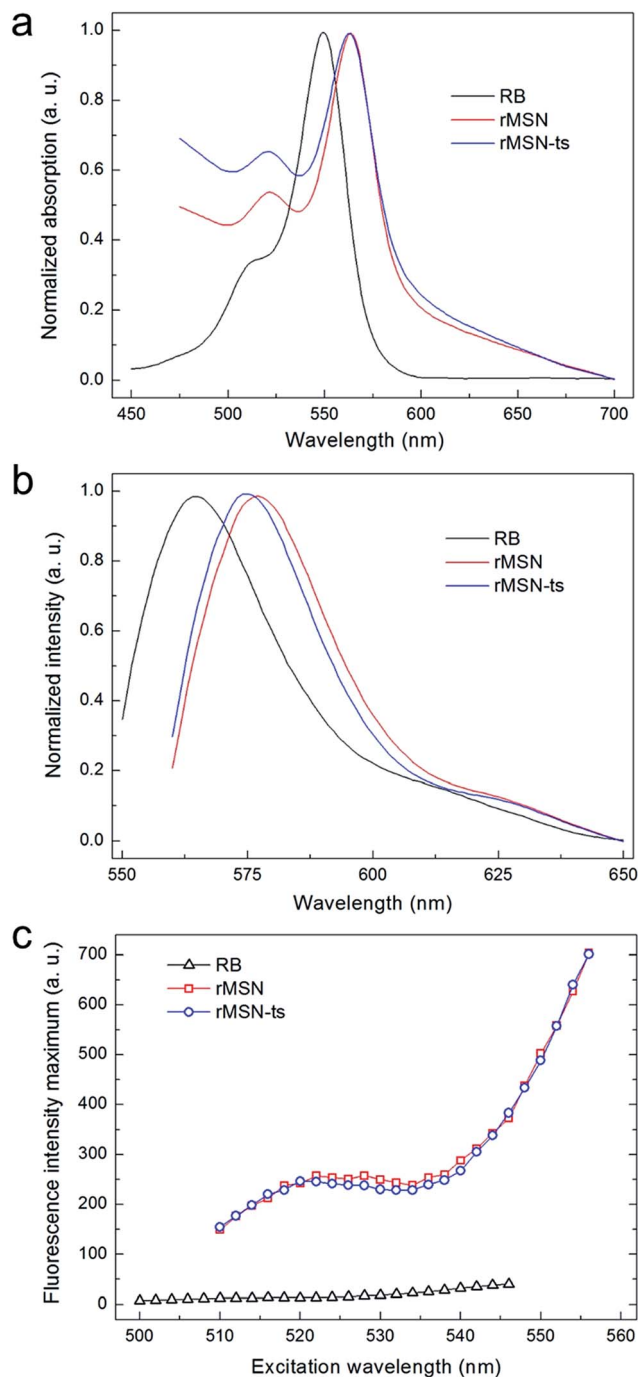 a
Normalized absorption (a. u.)
1.0
0.8
0.6
0.4
0.2
0.0
RB
rMSN
rMSN-ts
450 500 550 600 650 700
Wavelength (nm)
b
Normalized intensity (a. u.)
1.0
0.8
0.6
0.4
0.2
0.0
RB
rMSN
rMSN-ts
550 575 600 625 650
Wavelength (nm)
c
Fluorescence intensity maximum (a. u.)
700
600
500
400
300
200
100
0
RB
rMSN
rMSN-ts
500 510 520 530 540 550 560
Excitation wavelength (nm)